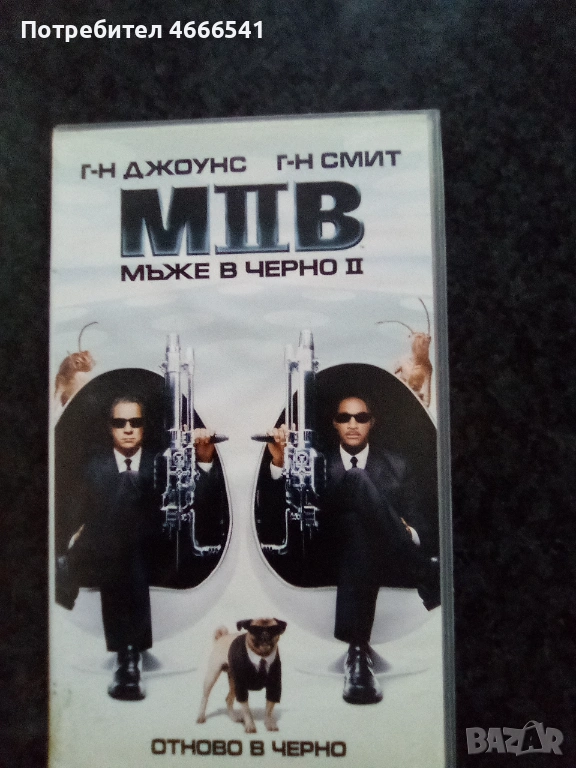 Потребител 4666541
Г-Н ДЖОУНС Г-Н СМИТ
MIIB
МЪЖЕ В ЧЕРНО II
ОТНОВО В ЧЕРНО
BAZAR